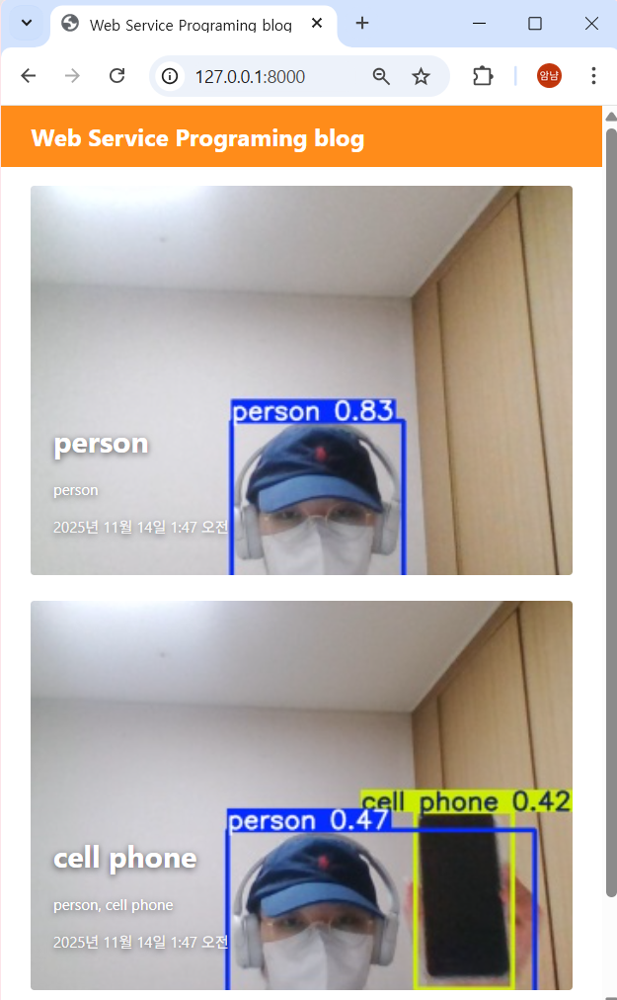 Web Service Programing blog
127.0.0.1:8000
암냠
Web Service Programing blog
person 0.83
person
person
2025년 11월 14일 1:47 오전
cell phone 0.42
person 0.47
cell phone
person, cell phone
2025년 11월 14일 1:47 오전